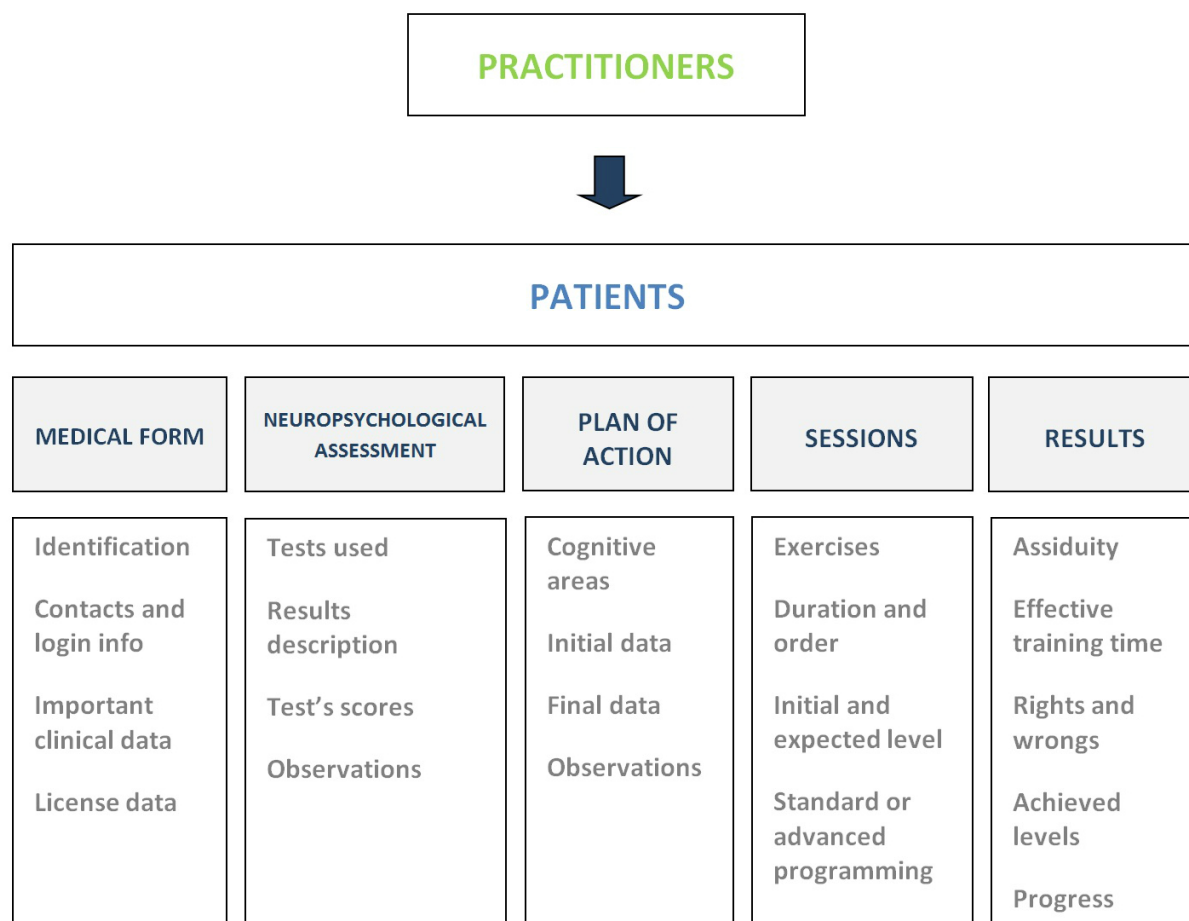 PRACTITIONERS
PATIENTS
MEDICAL FORM
NEUROPSYCHOLOGICAL
ASSESSMENT
PLAN OF
ACTION
SESSIONS
RESULTS
Identification
Contacts and
login info
Important
clinical data
License data
Tests used
Results
description
Test's scores
Observations
Cognitive
areas
Initial data
Final data
Observations
Exercises
Duration and
order
Initial and
expected level
Standard or
advanced
programming
Assiduity
Effective
training time
Rights and
wrongs
Achieved
levels
Progress